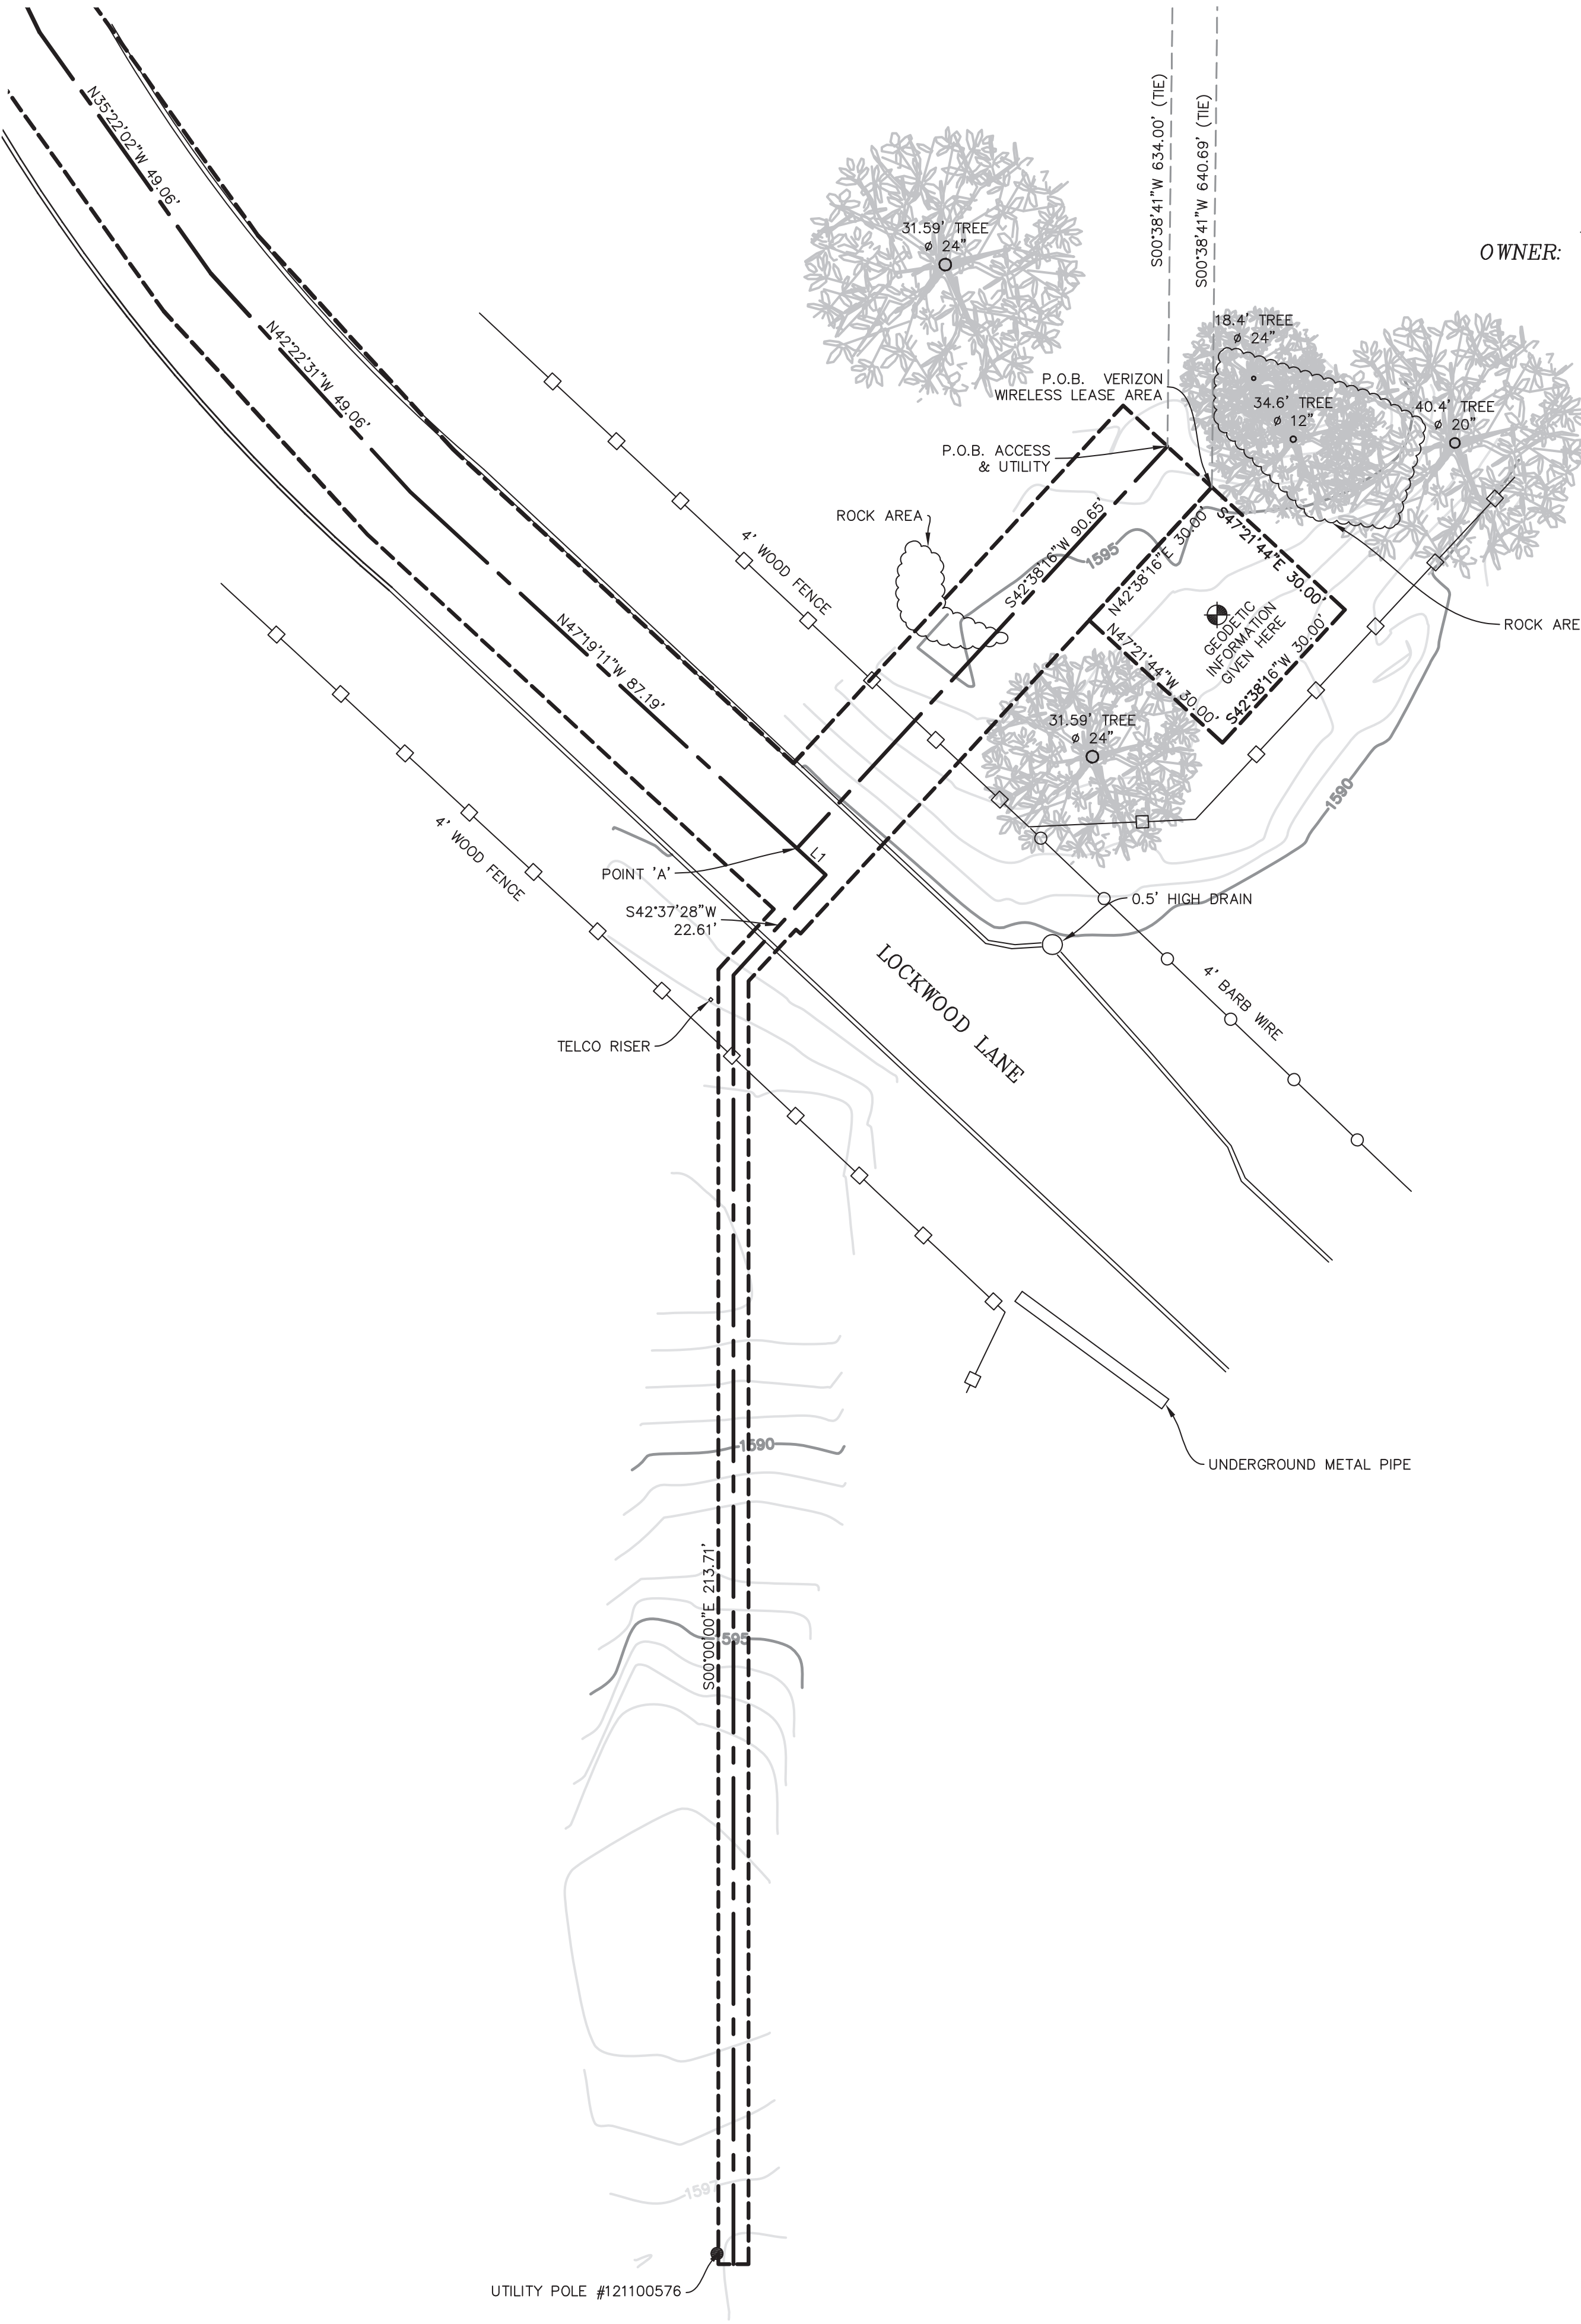 N35°22'02"W 49.06'
S00°38'41"W 634.00' (TIE)
S00°38'41"W 640.69' (TIE)
31.59' TREE
ø 24"
OWNER:
18.4' TREE
ø 24"
N42°22'31"W 49.06'
P.O.B. VERIZON
WIRELESS LEASE AREA
34.6' TREE
ø 12"
40.4' TREE
ø 20"
P.O.B. ACCESS
& UTILITY
ROCK AREA
4' WOOD FENCE
S42°38'16"W 90.65'
1595
N42°38'16"E 30.00'
S47°21'44"E 30.00'
GEODETIC
INFORMATION
GIVEN HERE
ROCK ARE
N47°19'11"W 87.19'
N47°21'44"W 30.00'
S42°38'16"W 30.00'
31.59' TREE
ø 24"
1590
4' WOOD FENCE
L1
POINT 'A'
S42°37'28"W
22.61'
0.5' HIGH DRAIN
LOCKWOOD LANE
4' BARB WIRE
TELCO RISER
1590
UNDERGROUND METAL PIPE
S00°00'00"E 213.71'
1595
1597
UTILITY POLE #121100576